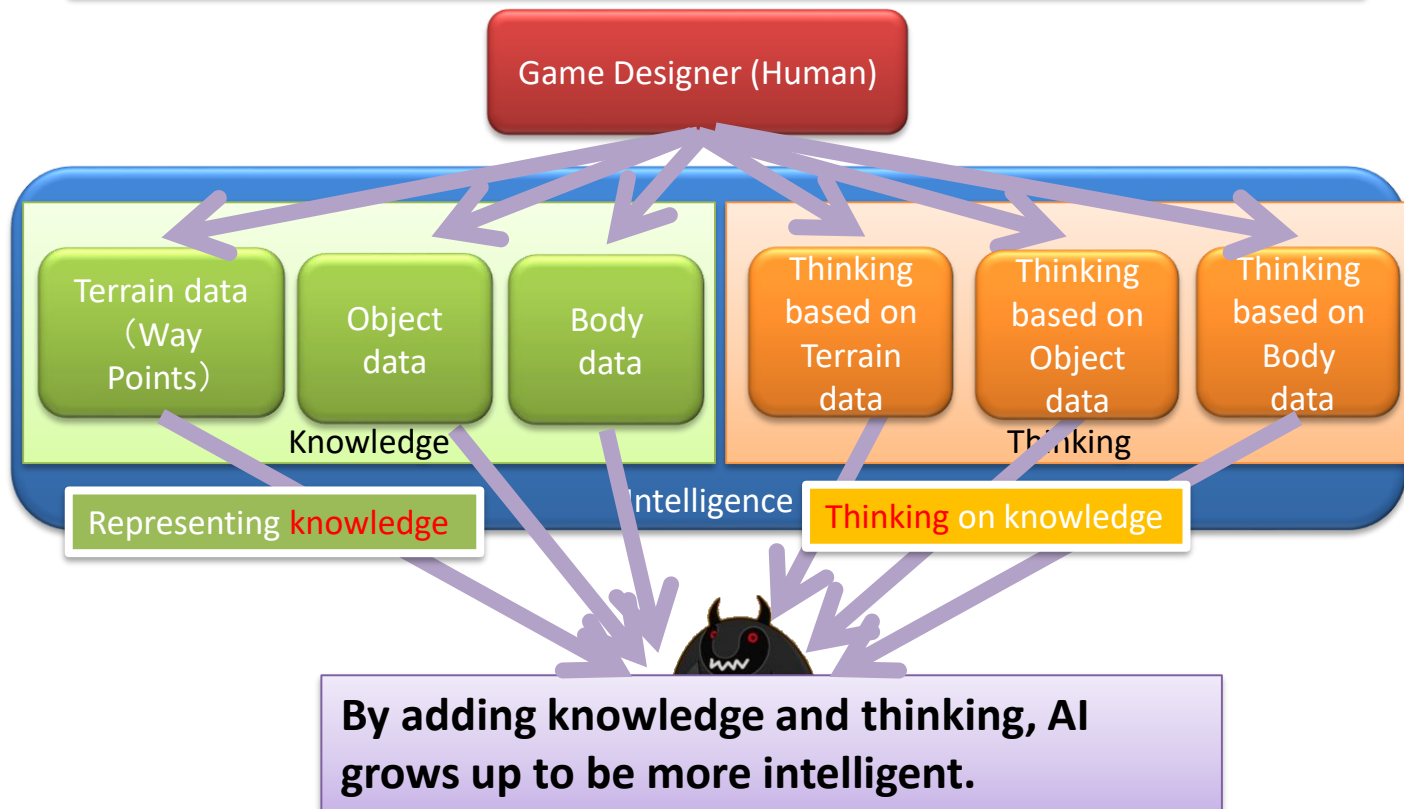 Game Designer (Human)
Terrain data
（Way
Points）
Object
data
Body
data
Knowledge
Thinking
based on
Terrain
data
Thinking
based on
Object
data
Thinking
based on
Body
data
Thinking
Intelligence
Representing knowledge
Thinking on knowledge
By adding knowledge and thinking, AI
grows up to be more intelligent.